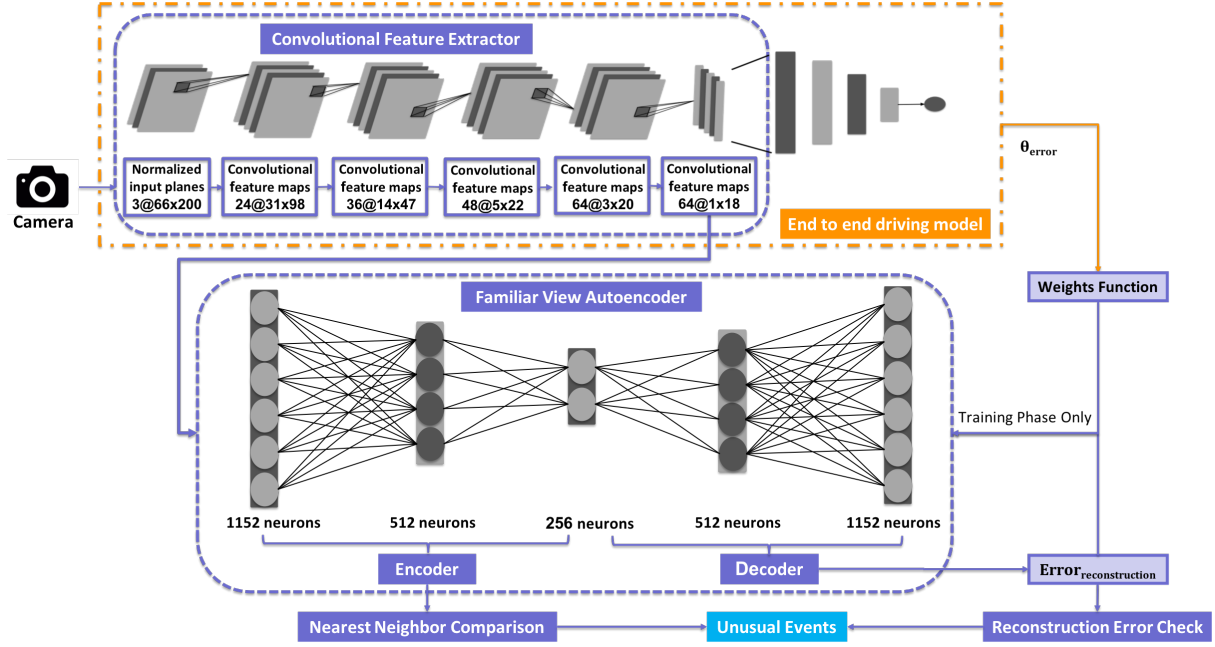 Convolutional Feature Extractor
Normalized
input planes
3@66x200
Convolutional
feature maps
24@31x98
Convolutional
feature maps
36@14x47
Convolutional
feature maps
48@5x22
Convolutional
feature maps
64@3x20
Convolutional
feature maps
64@1x18
Camera
θerror
End to end driving model
Weights Function
Familiar View Autoencoder
Training Phase Only
1152 neurons
512 neurons
256 neurons
512 neurons
1152 neurons
Encoder
Decoder
Errorreconstruction
Nearest Neighbor Comparison
Unusual Events
Reconstruction Error Check